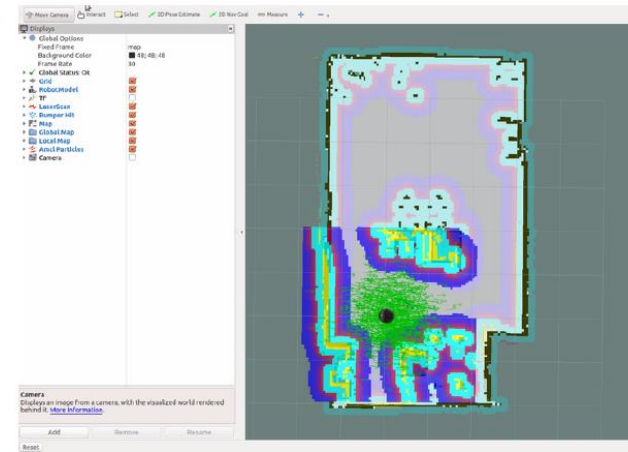 Move Camera Interact Select 2D Pose Estimate 2D Nav Goal Measure
Displays
Global Options
Fixed Frame map
Background Color 48; 48; 48
Frame Rate 30
Global Status: Ok
Grid
RobotModel
TF
LaserScan
Bumper Hit
Map
Global Map
Local Map
Amcl Particles
Camera
Camera
Displays an image from a camera, with the visualized world rendered
behind it. More Information.
Add Remove Rename
Reset